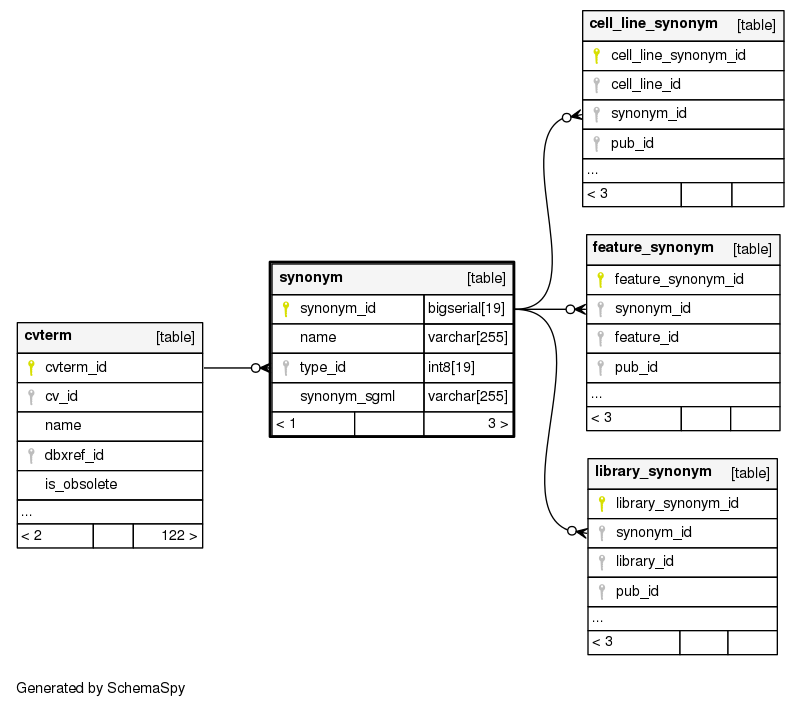 cell_line_synonym [table]
cell_line_synonym_id
cell_line_id
synonym_id
pub_id
...
< 3
feature_synonym [table]
feature_synonym_id
synonym_id
feature_id
pub_id
...
< 3
synonym [table]
synonym_id bigserial[19]
name varchar[255]
type_id int8[19]
synonym_sgml varchar[255]
< 1 3 >
cvterm [table]
cvterm_id
cv_id
name
dbxref_id
is_obsolete
...
< 2 122 >
library_synonym [table]
library_synonym_id
synonym_id
library_id
pub_id
...
< 3
Generated by SchemaSpy